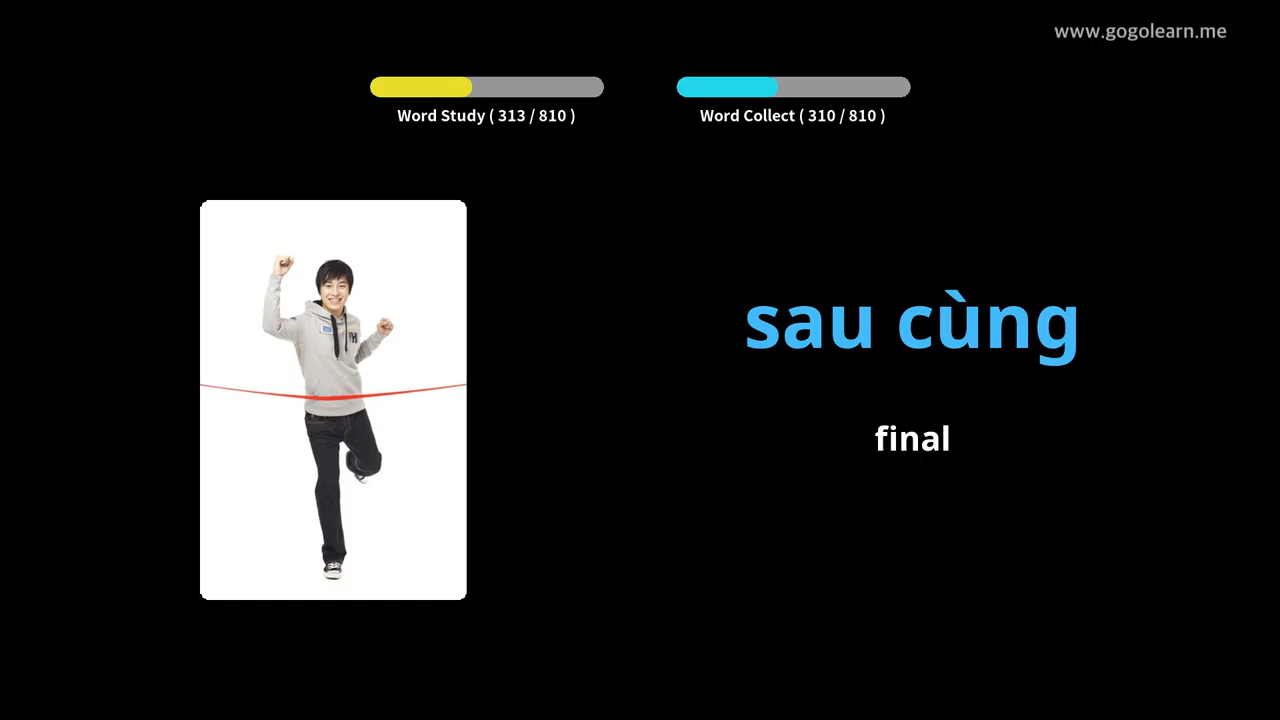 www.gogolearn.me
Word Study ( 313 / 810 )
Word Collect ( 310 / 810 )
sau cùng
final